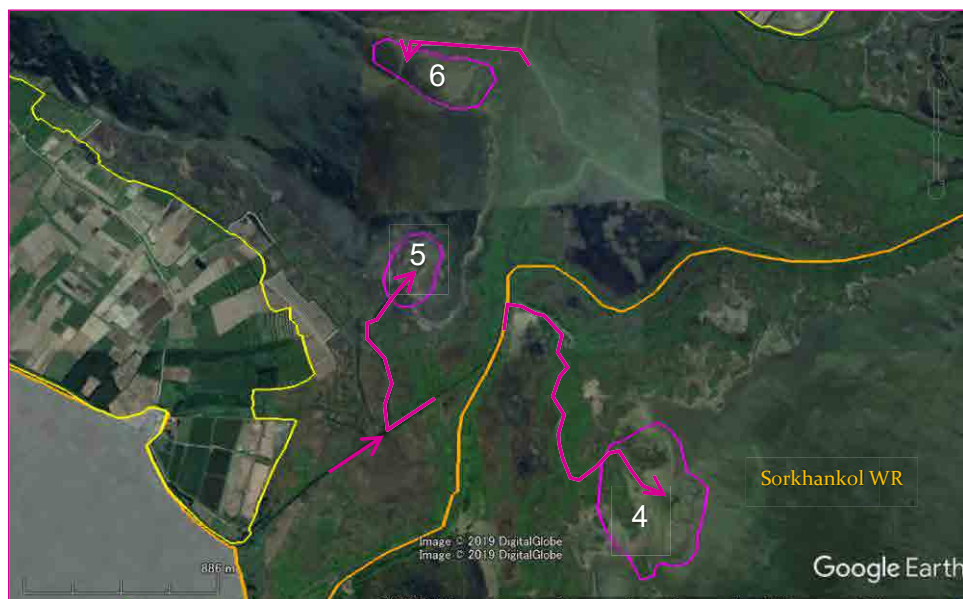 6
5
Sorkhankol WR
4
Image © 2019 DigitalGlobe
Image © 2019 DigitalGlobe
886 m
Google Earth